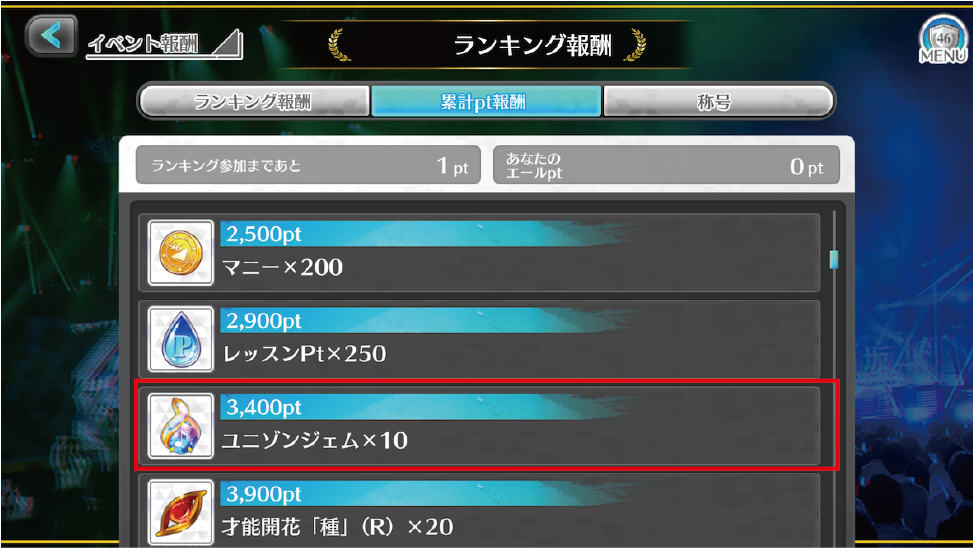 イベント報酬
ランキング報酬
46
MENU
ランキング報酬
累計pt報酬
称号
ランキング参加まであと 1 pt
あなたの
エールpt
0 pt
2,500pt
マニー×200
2,900pt
P
レッスンPt×250
3,400pt
ユニゾンジェム×10
3,900pt
才能開花「種」（R）×20